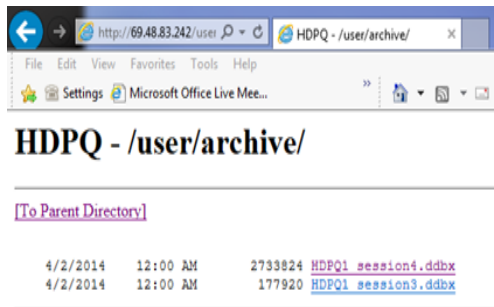 http://69.48.83.242/user
HDPQ - /user/archive/
File Edit View Favorites Tools Help
Settings Microsoft Office Live Mee... »
HDPQ - /user/archive/
[To Parent Directory]
4/2/2014 12:00 AM 2733824 HDPQ1 session4.ddbx
4/2/2014 12:00 AM 177920 HDPQ1 session3.ddbx